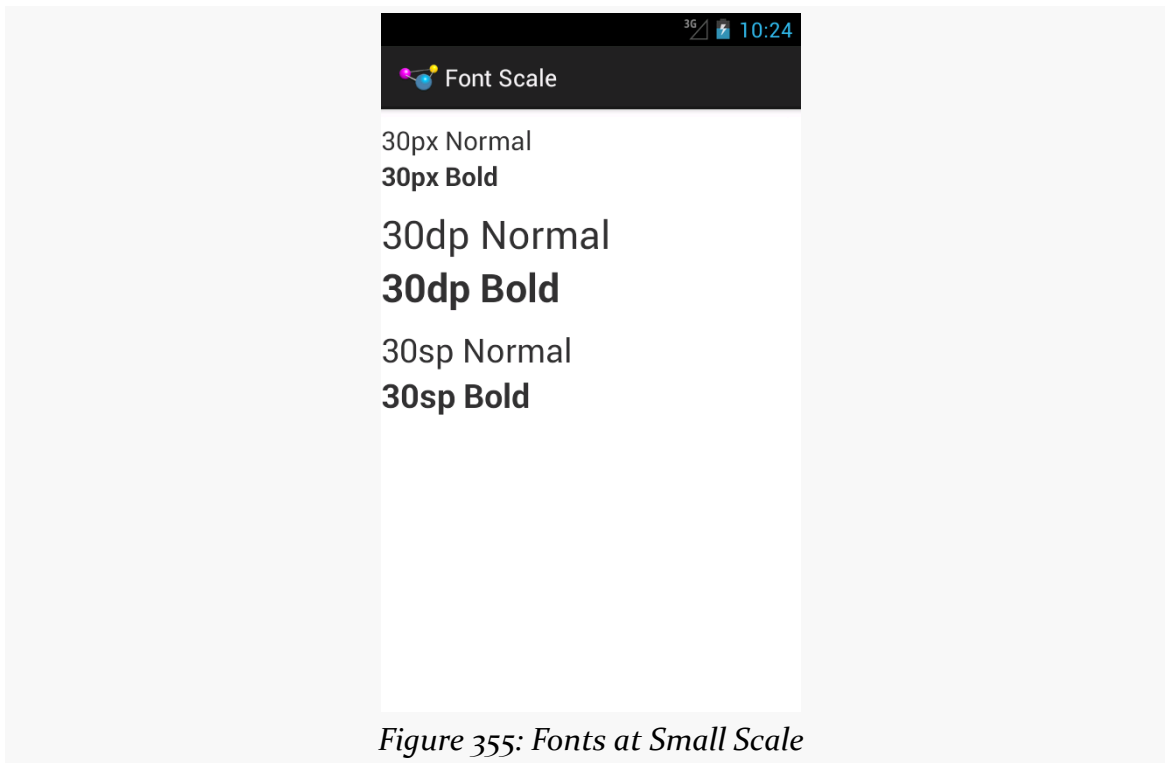 3G 10:24
Font Scale
30px Normal
30px Bold
30dp Normal
30dp Bold
30sp Normal
30sp Bold
Figure 355: Fonts at Small Scale